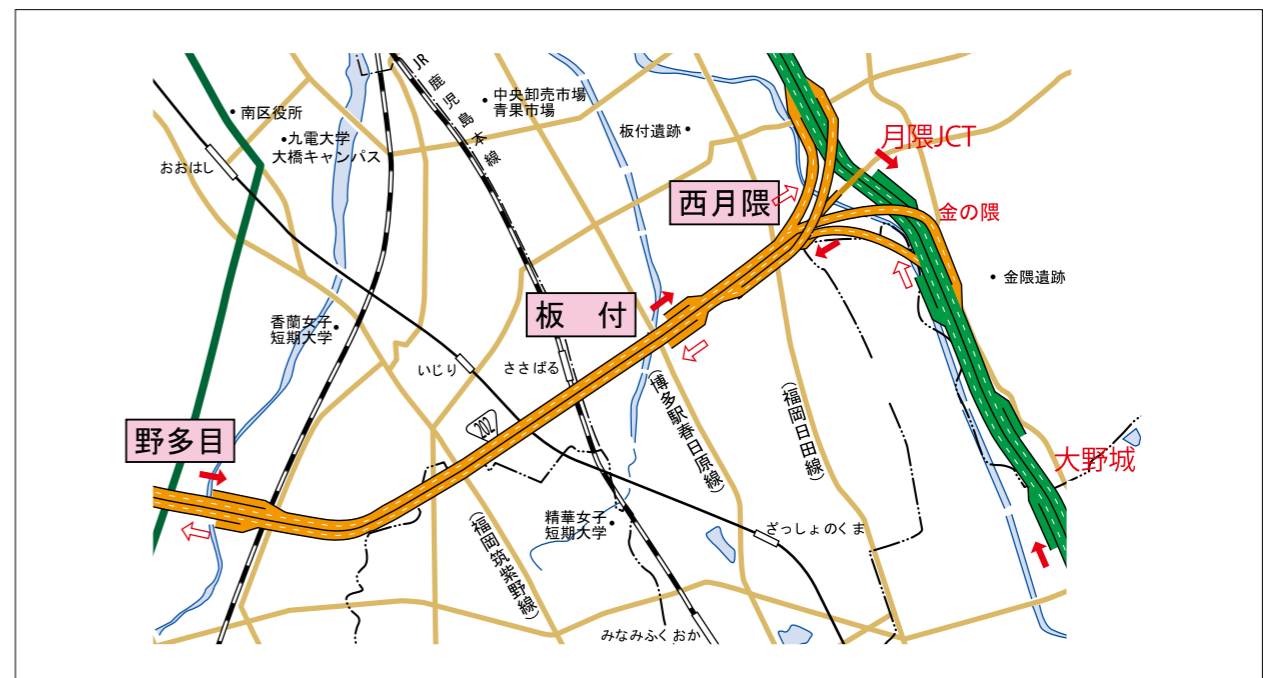 JR鹿児島本線
中央卸売市場
青果市場
南区役所
九電大学
大橋キャンパス
板付遺跡
月隈JCT
おおはし
西月隈
金の隈
金隈遺跡
板 付
香蘭女子
短期大学
いじり
ささばる
(博多駅春日原線)
(福岡日田線)
202
野多目
大野城
(福岡筑紫野線)
精華女子
短期大学
ざっしょのくま
みなみふくおか